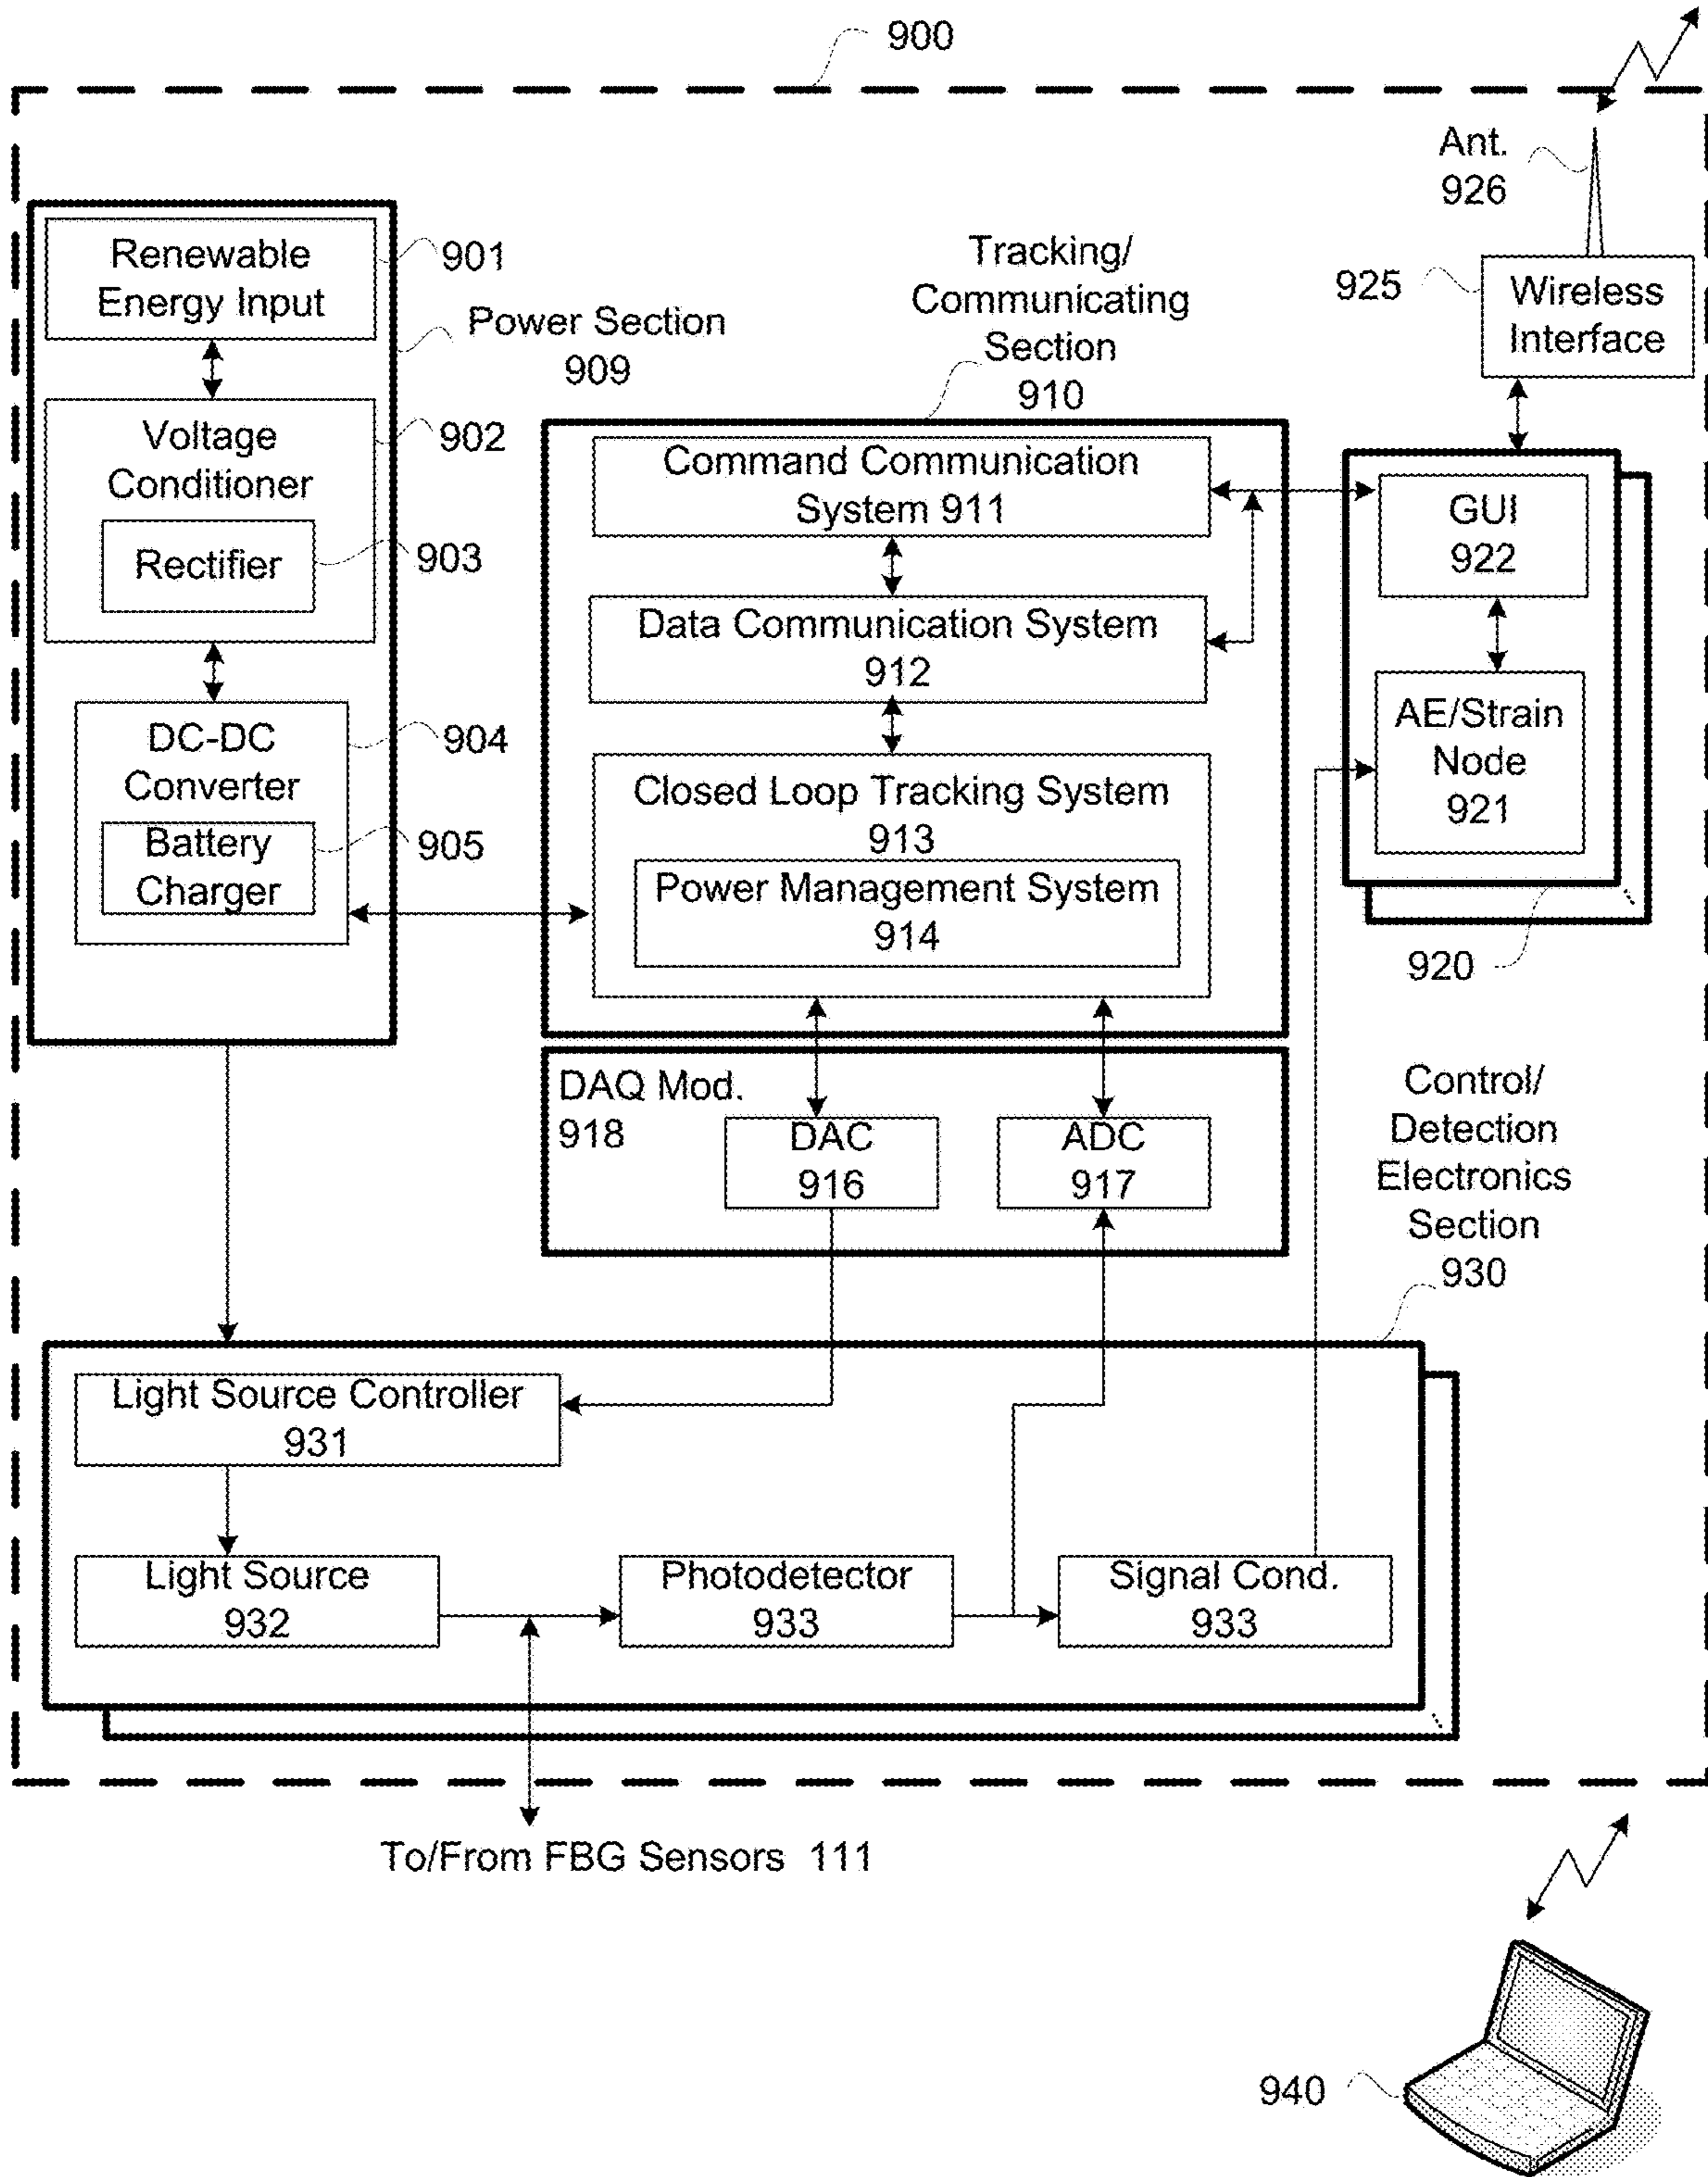 900
Ant.
926
Renewable
Energy Input
901
Power Section
909
Voltage
Conditioner
902
Rectifier
903
DC-DC
Converter
904
Battery
Charger
905
Tracking/
Communicating
Section
910
Command Communication
System 911
Data Communication System
912
Closed Loop Tracking System
913
Power Management System
914
925
Wireless
Interface
GUI
922
AE/Strain
Node
921
920
DAQ Mod.
918
DAC
916
ADC
917
Control/
Detection
Electronics
Section
930
Light Source Controller
931
Light Source
932
Photodetector
933
Signal Cond.
933
To/From FBG Sensors 111
940